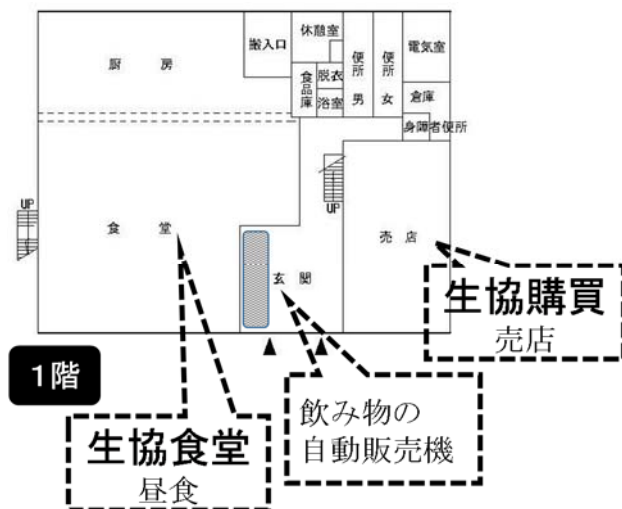 厨房
搬入口
休憩室
食品庫
脱衣
浴室
便所 男
便所 女
電気室
倉庫
身障者便所
UP
UP
食堂
玄関
売店
生協購買
売店
1階
飲み物の
自動販売機
生協食堂
昼食